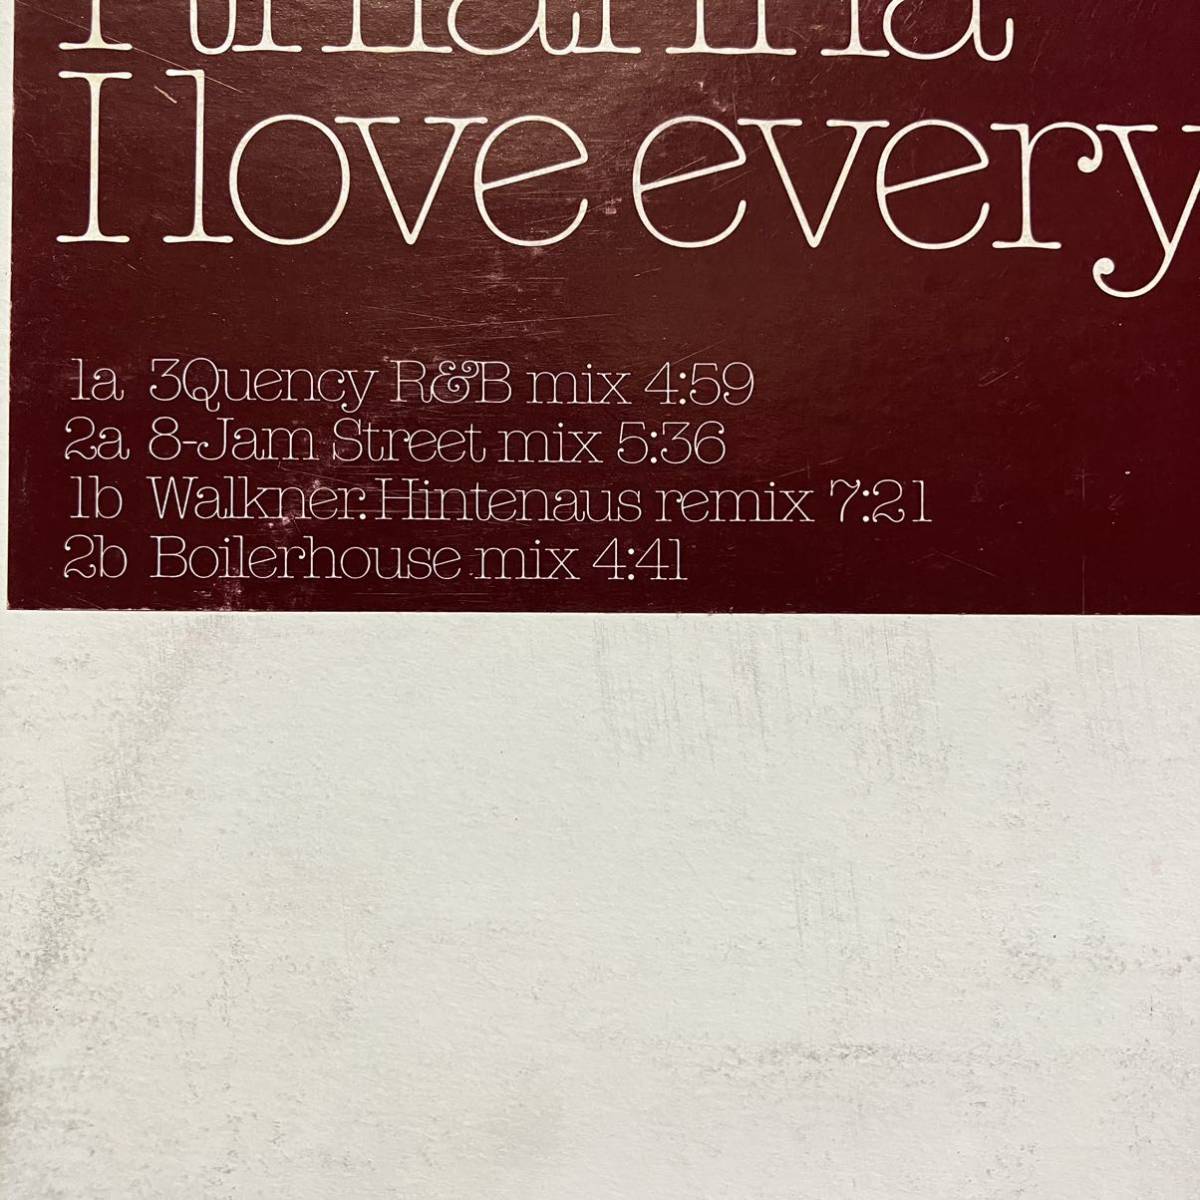 I love every
1a 3Quency R&B mix 4:59
2a 8-Jam Street mix 5:36
1b Walkner.Hintenaus remix 7:21
2b Boilerhouse mix 4:41